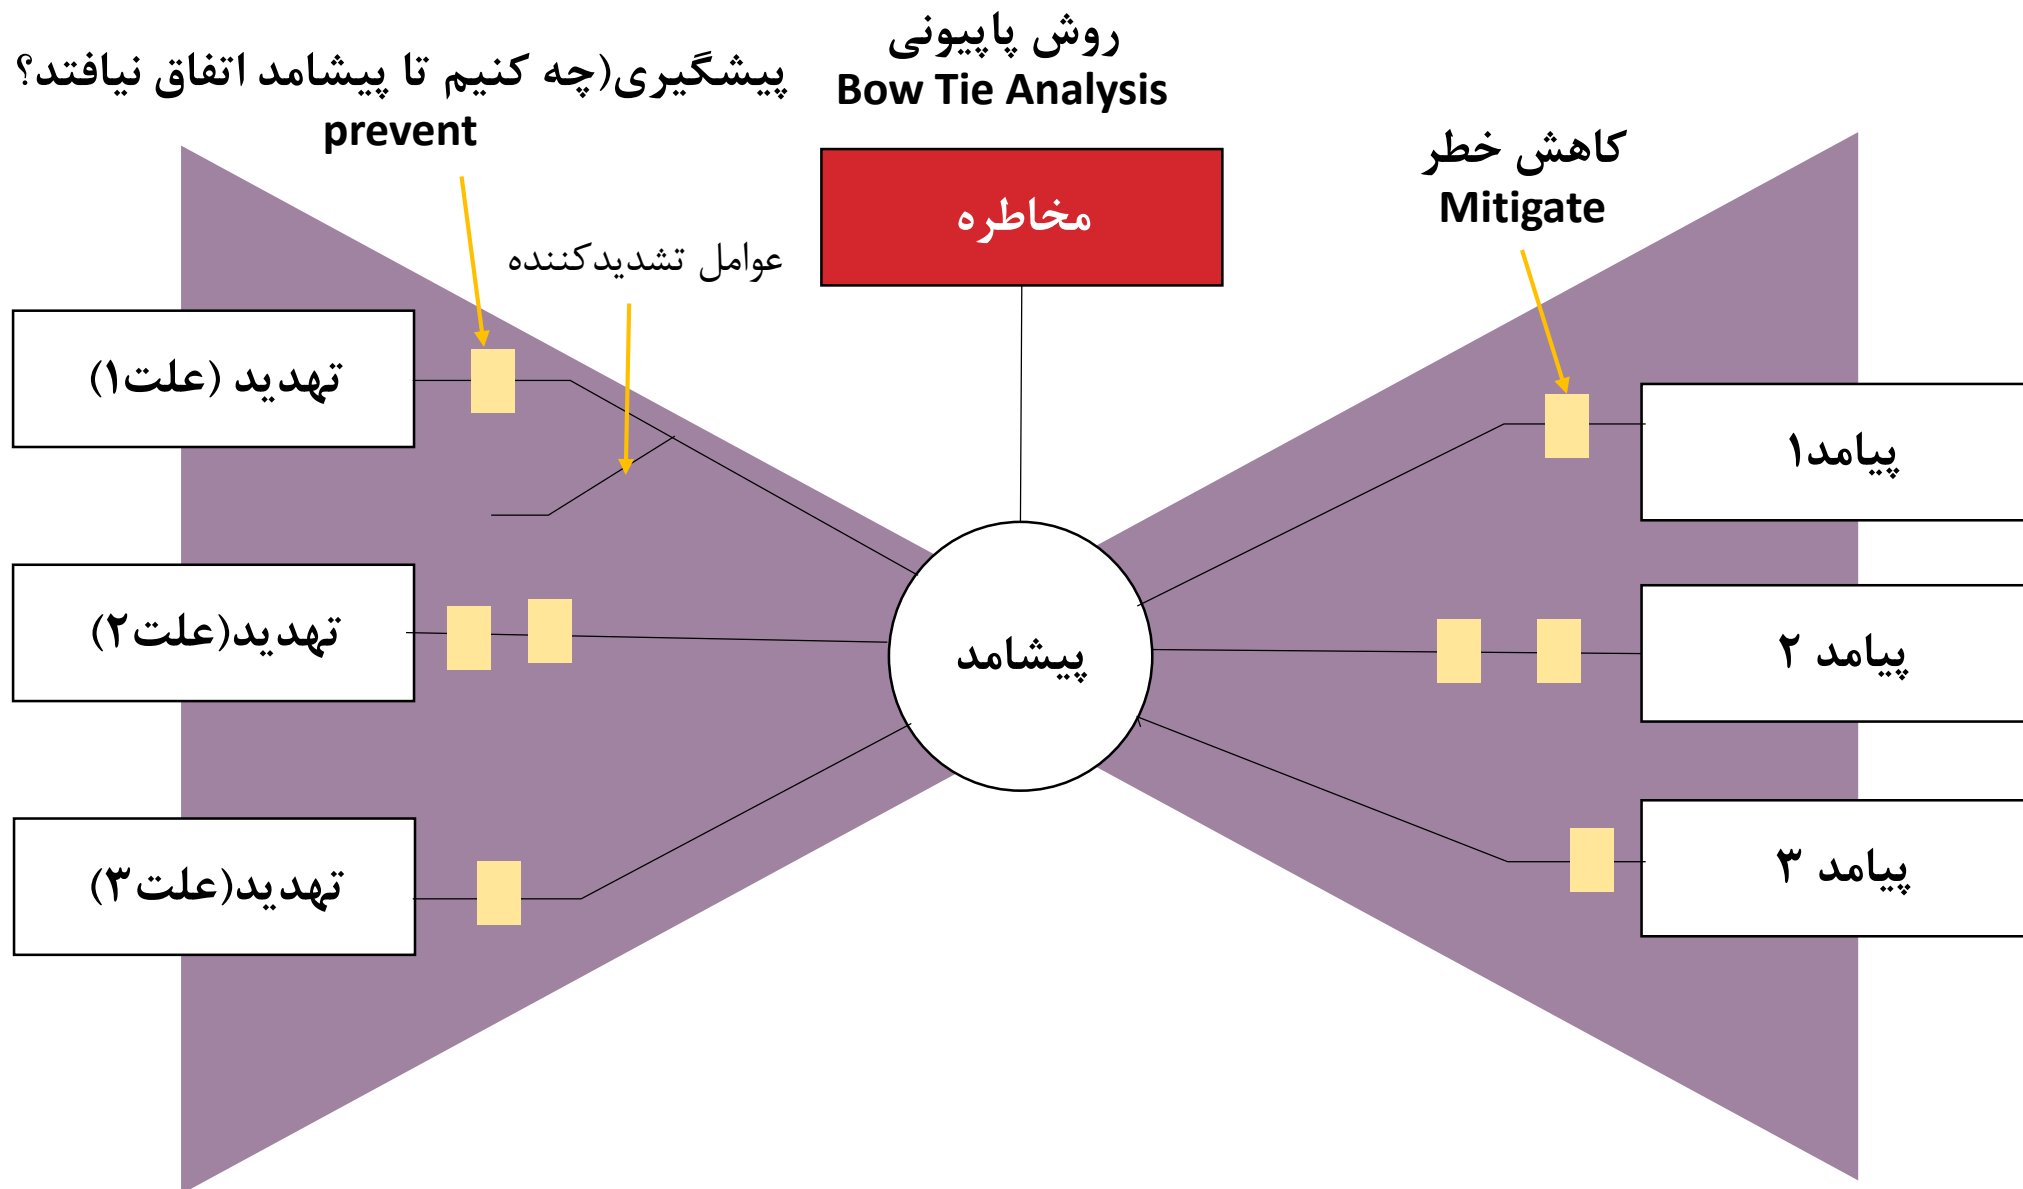 روش پاپیونی
Bow Tie Analysis
پیشگیری(چه کنیم تا پیشامد اتفاق نیافتد؟
prevent
کاهش خطر
Mitigate
مخاطره
عوامل تشدیدکننده
تهدید (علت۱)
پیامد۱
تهدید(علت۲)
پیشامد
پیامد ۲
تهدید(علت۳)
پیامد ۳